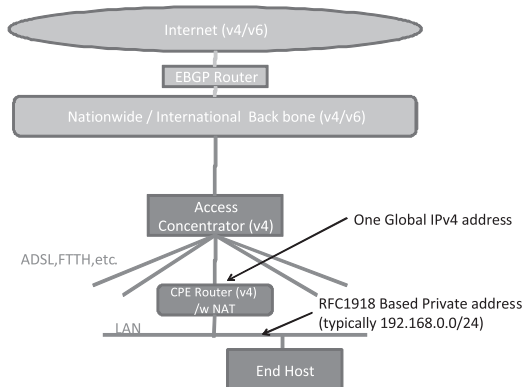 Internet (v4/v6)
EBGP Router
Nationwide / International Back bone (v4/v6)
Access
Concentrator (v4)
One Global IPv4 address
ADSL,FTTH,etc.
CPE Router (v4)
/w NAT
RFC1918 Based Private address
(typically 192.168.0.0/24)
LAN
End Host